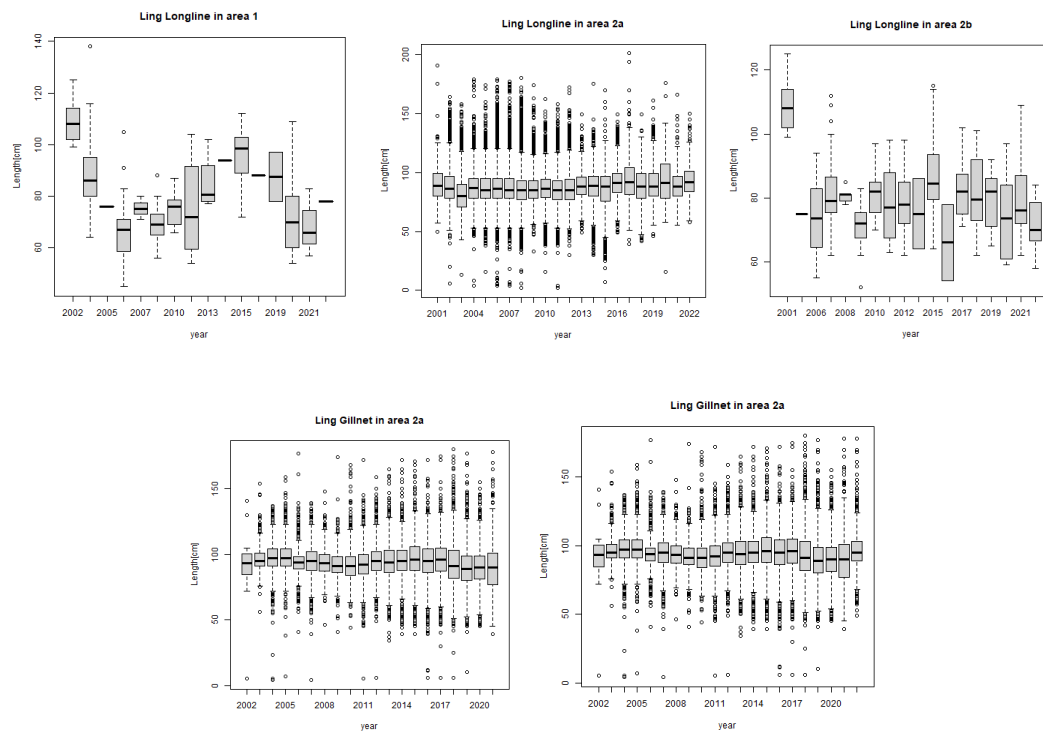 Ling Longline in area 1
Length[cm]
140
120
100
80
60
2002 2005 2007 2010 2013 2015 2019 2021
year
Ling Longline in area 2a
Length[cm]
200
150
100
50
0
2001 2004 2007 2010 2013 2016 2019 2022
year
Ling Longline in area 2b
Length[cm]
120
100
80
60
2001 2006 2008 2010 2012 2015 2017 2019 2021
year
Ling Gillnet in area 2a
Length[cm]
150
100
50
0
2002 2005 2008 2011 2014 2017 2020
year
Ling Gillnet in area 2a
Length[cm]
150
100
50
0
2002 2005 2008 2011 2014 2017 2020
year